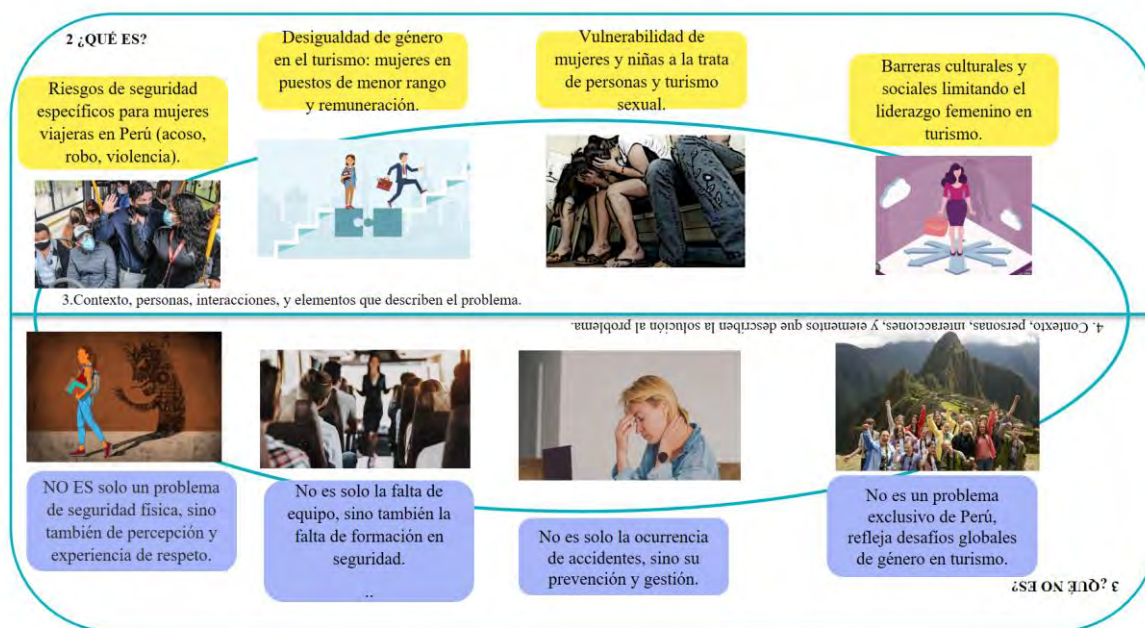 2 ¿QUÉ ES?
Riesgos de seguridad
específicos para mujeres
viajeras en Perú (acoso,
robo, violencia).
Desigualdad de género
en el turismo: mujeres en
puestos de menor rango
y remuneración.
Vulnerabilidad de
mujeres y niñas a la trata
de personas y turismo
sexual.
Barreras culturales y
sociales limitando el
liderazgo femenino en
turismo.
3.Contexto, personas, interacciones, y elementos que describen el problema.
4. Contexto, personas, interacciones, y elementos que describen la solución al problema.
NO ES solo un problema
de seguridad física, sino
también de percepción y
experiencia de respeto.
No es solo la falta de
equipo, sino también la
falta de formación en
seguridad.
..
No es solo la ocurrencia
de accidentes, sino su
prevención y gestión.
No es un problema
exclusivo de Perú,
refleja desafíos globales
de género en turismo.
3 ¿QUÉ NO ES?